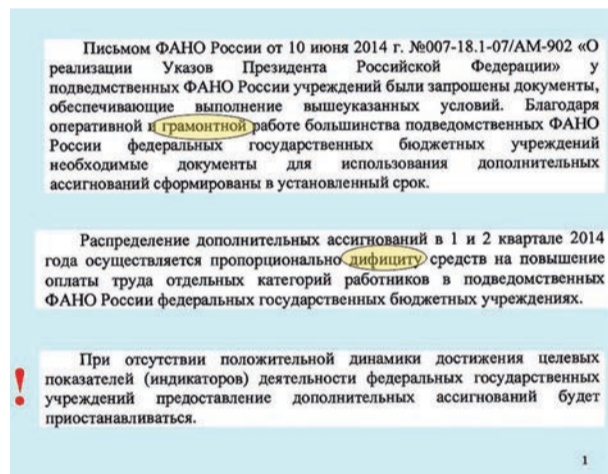 Письмом ФАНО России от 10 июня 2014 г. №007-18.1-07/АМ-902 «О
реализации Указов Президента Российской Федерации» у
подведмственных ФАНО России учреждений были запрошены документы,
обеспечивающие выполнение вышеуказанных условий. Благодаря
оперативной и грамонтной работе большинства подведомственных ФАНО
России федеральных государственных бюджетных учреждений
необходимые документы для использования дополнительных
ассигнований сформированы в установленный срок.
Распределение дополнительных ассигнований в 1 и 2 квартале 2014
года осуществляется пропорционально дифициту средств на повышение
оплаты труда отдельных категорий работников в подведомственных
ФАНО России федеральных государственных бюджетных учреждениях.
! При отсутствии положительной динамики достижения целевых
показателей (индикаторов) деятельности федеральных государственных
учреждений предоставление дополнительных ассигнований будет
приостанавливаться.
1